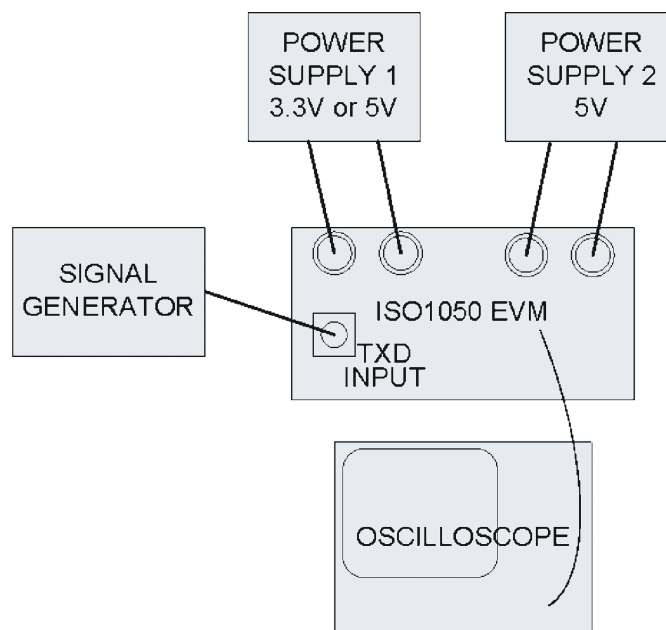 POWER
SUPPLY 1
3.3V or 5V
POWER
SUPPLY 2
5V
SIGNAL
GENERATOR
ISO1050 EVM
TXD
INPUT
OSCILLOSCOPE